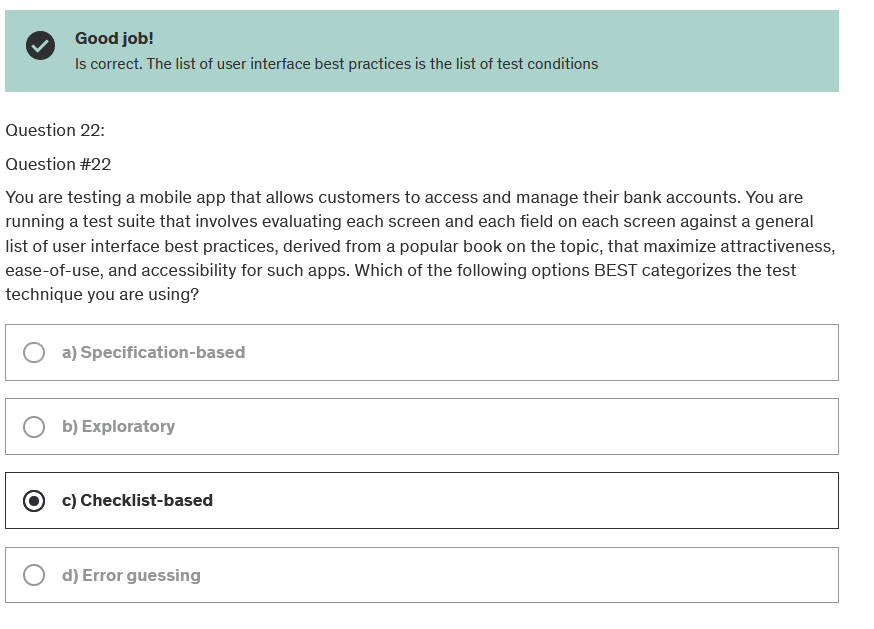 Good job!
Is correct. The list of user interface best practices is the list of test conditions
Question 22:
Question #22
You are testing a mobile app that allows customers to access and manage their bank accounts. You are
running a test suite that involves evaluating each screen and each field on each screen against a general
list of user interface best practices, derived from a popular book on the topic, that maximize attractiveness,
ease-of-use, and accessibility for such apps. Which of the following options BEST categorizes the test
technique you are using?
a) Specification-based
b) Exploratory
c) Checklist-based
d) Error guessing